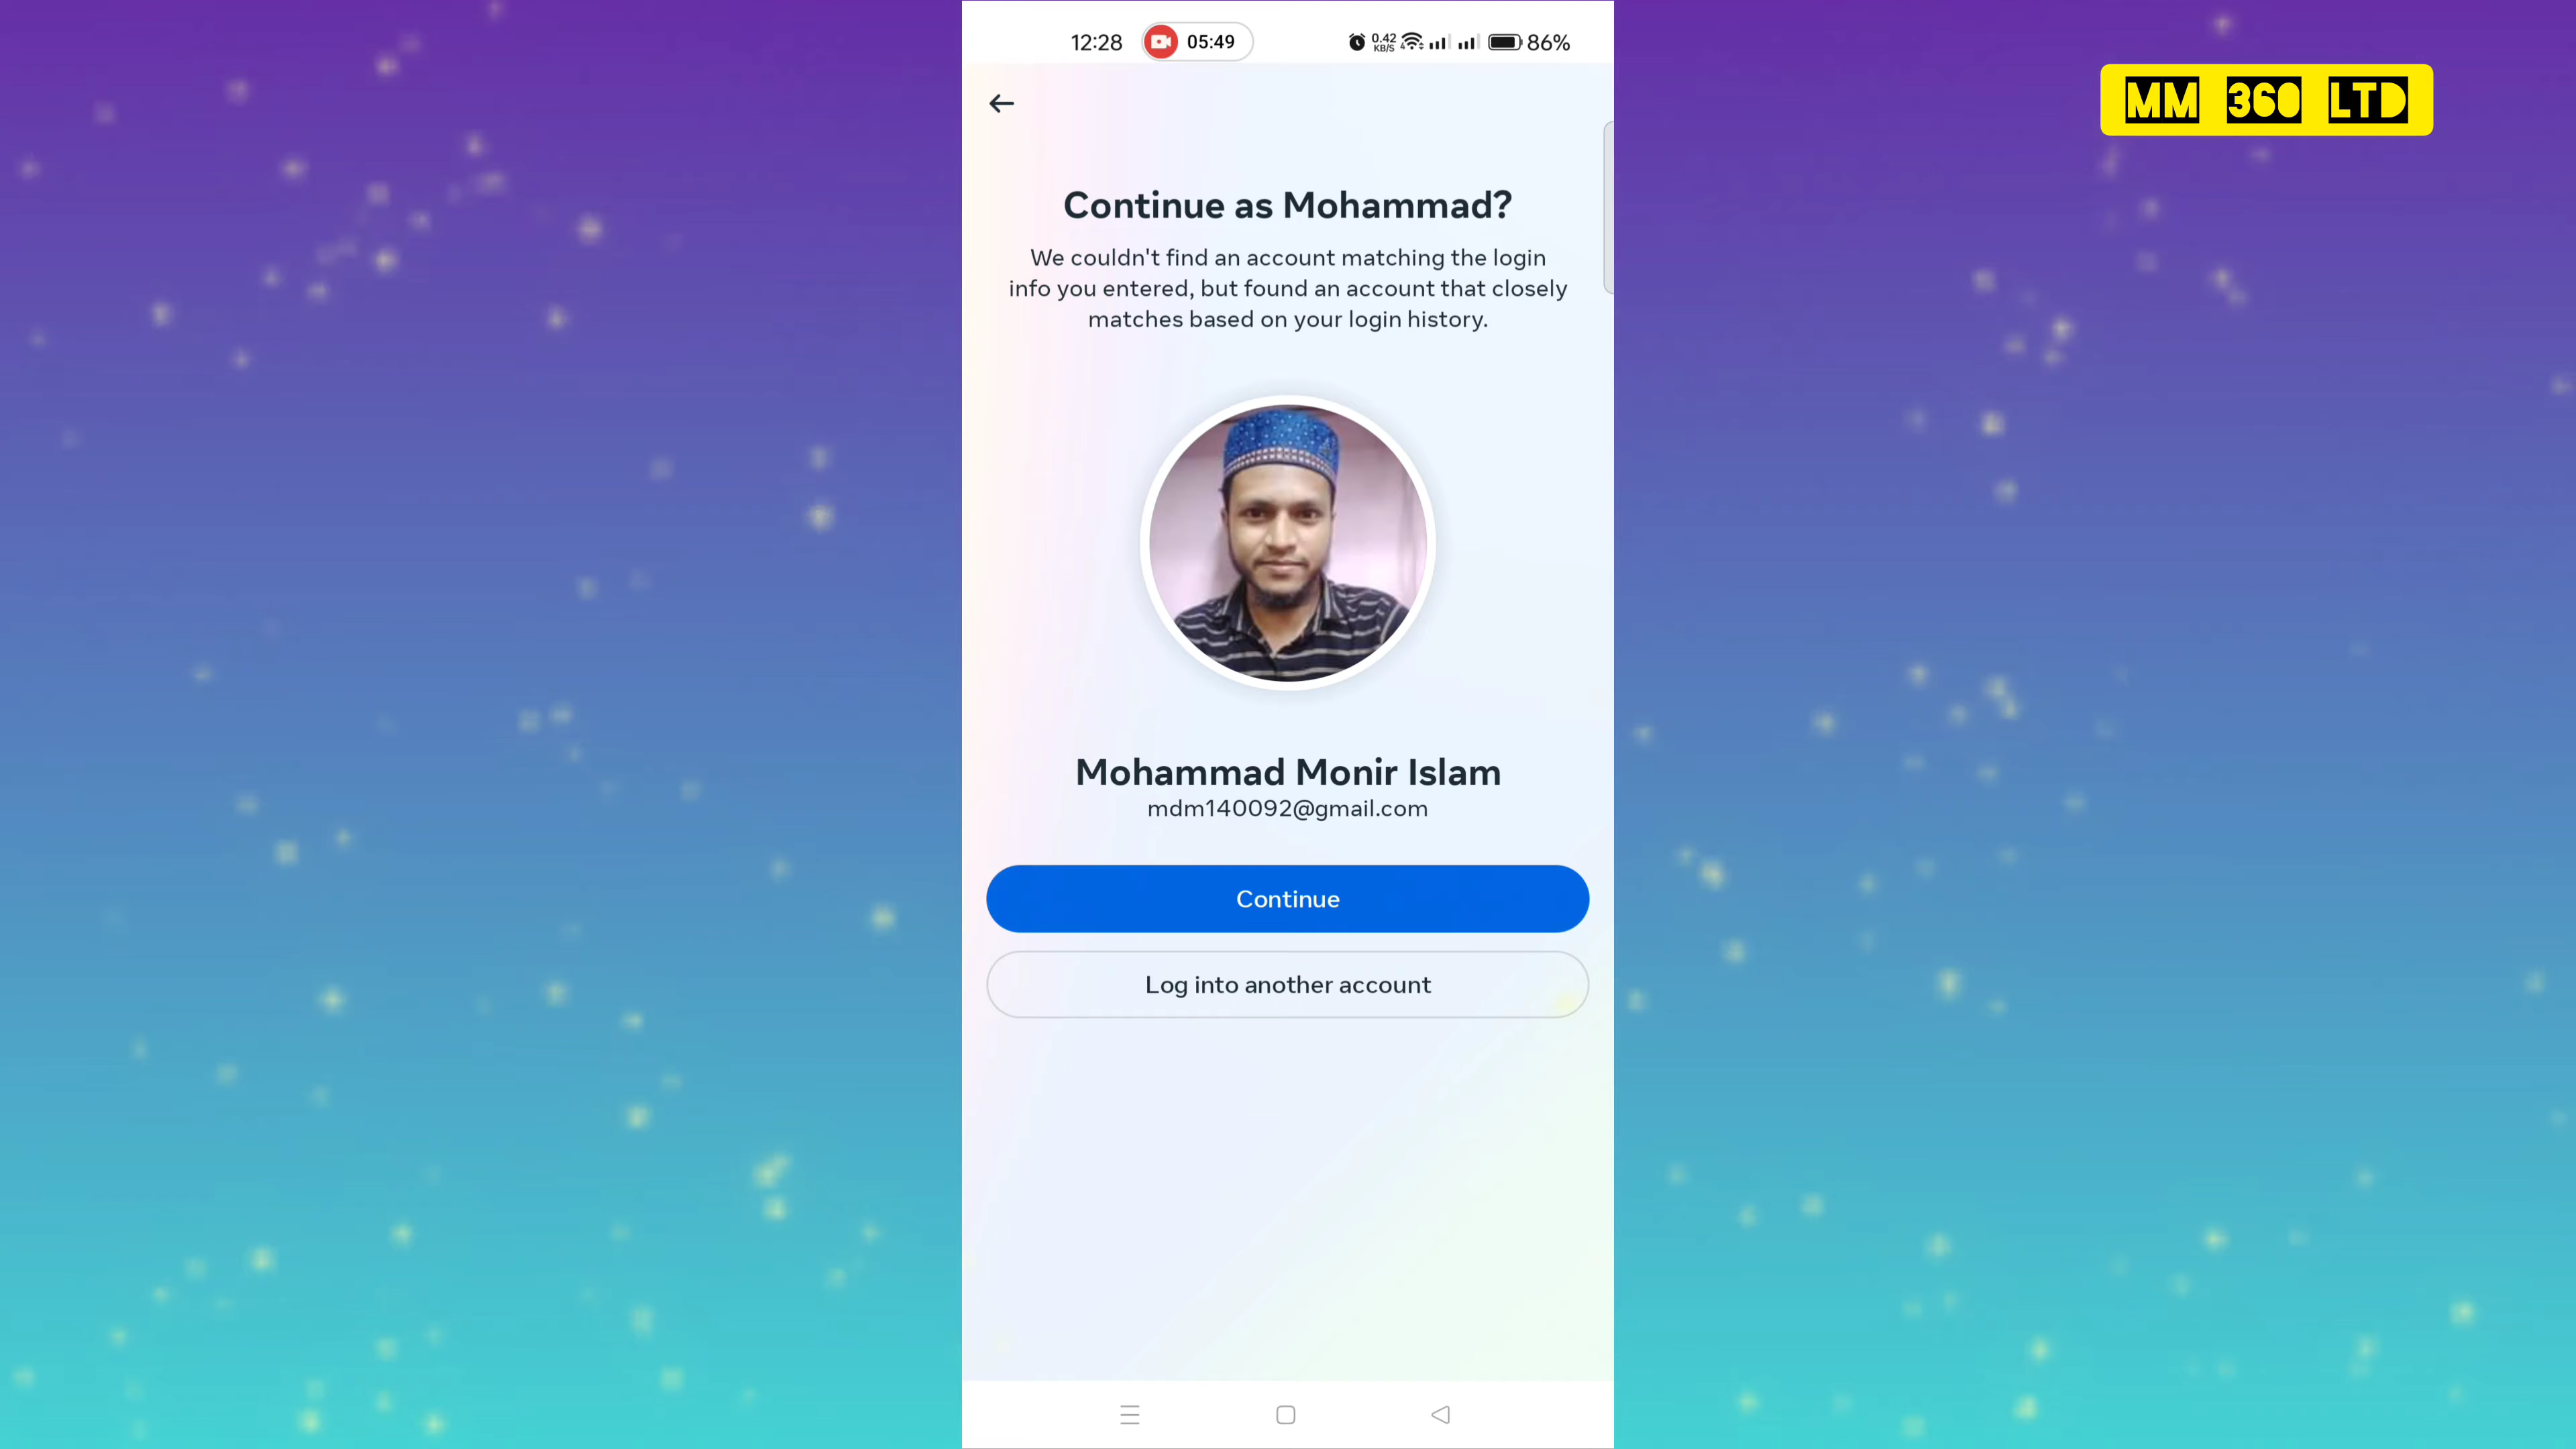 12:28 05:49 0.42 KB/S 86%
MM 360 LTD
Continue as Mohammad?
We couldn't find an account matching the login
info you entered, but found an account that closely
matches based on your login history.
Mohammad Monir Islam
mdm140092@gmail.com
Continue
Log into another account